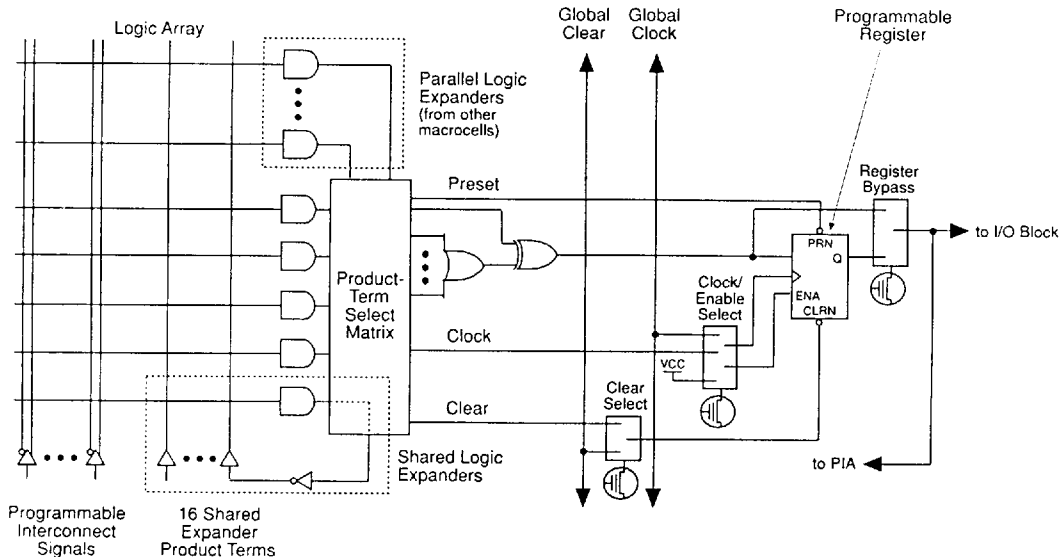 Logic Array
Global
Clear
Global
Clock
Programmable
Register
Parallel Logic
Expanders
(from other
macrocells)
Preset
Register
Bypass
to I/O Block
PRN
Q
Product-
Term
Select
Matrix
Clock/
Enable
Select
ENA
CLRN
Clock
VCC
Clear
Clear
Select
Shared Logic
Expanders
to PIA
Programmable
Interconnect
Signals
16 Shared
Expander
Product Terms